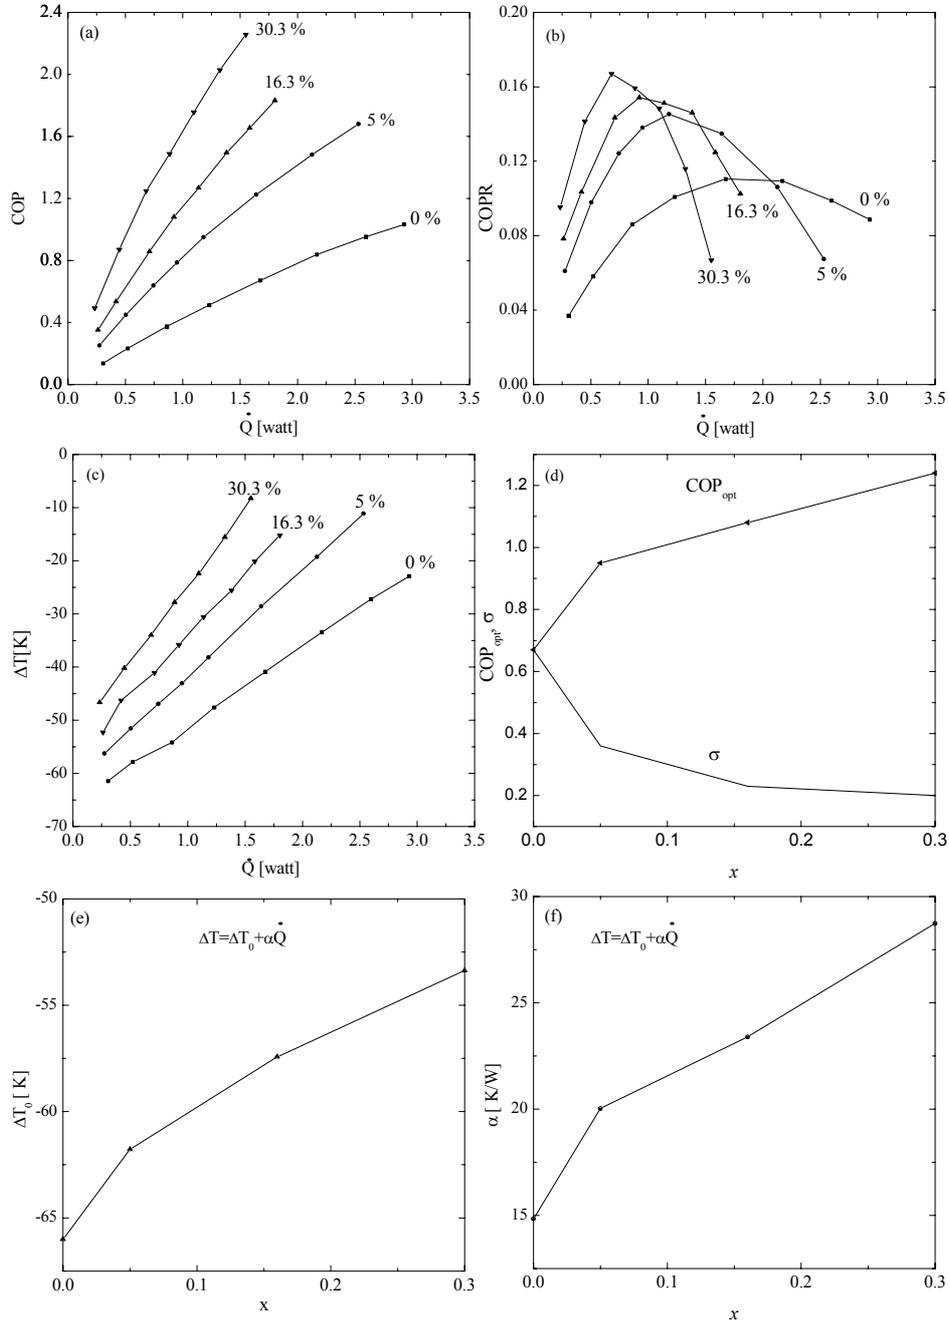 (a)
30.3 %
16.3 %
5 %
0 %
COP
2.4
2.0
1.6
1.2
0.8
0.4
0.0
0.0 0.5 1.0 1.5 2.0 2.5 3.0 3.5
Q̇ [watt]
(b)
0 %
16.3 %
30.3 %
5 %
COPR
0.20
0.16
0.12
0.08
0.04
0.00
0.0 0.5 1.0 1.5 2.0 2.5 3.0 3.5
Q̇ [watt]
(c)
30.3 %
16.3 %
5 %
0 %
ΔT[K]
0
-10
-20
-30
-40
-50
-60
-70
0.0 0.5 1.0 1.5 2.0 2.5 3.0 3.5
Q̇ [watt]
(d)
COPopt
σ
COPopt, σ
1.2
1.0
0.8
0.6
0.4
0.2
0.0 0.1 0.2 0.3
x
(e)
ΔT=ΔT0+αQ̇
ΔT0 [ K]
-50
-55
-60
-65
0.0 0.1 0.2 0.3
x
(f)
ΔT=ΔT0+αQ̇
α [ K/W]
30
25
20
15
0.0 0.1 0.2 0.3
x